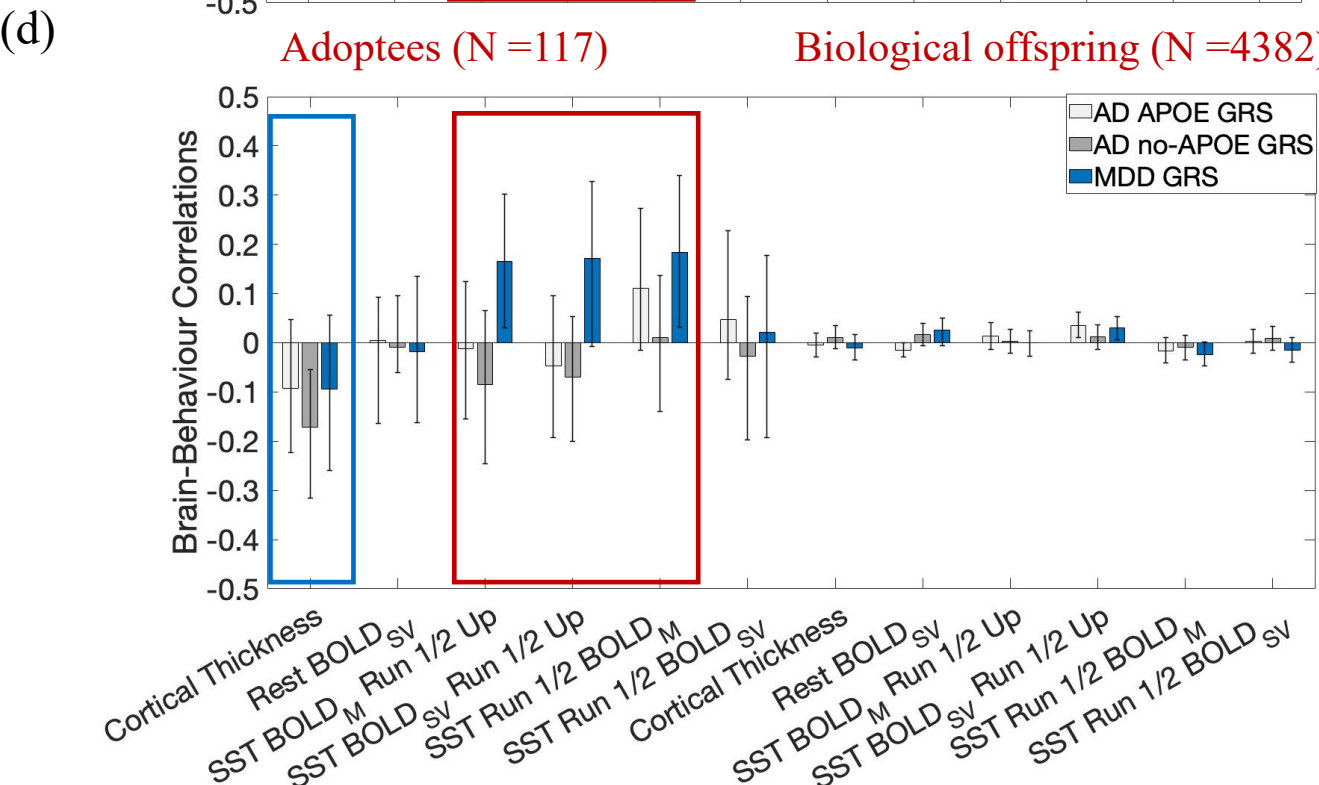 -0.5
(d)
Adoptees (N =117)
Biological offspring (N =4382)
0.5
0.4
0.3
0.2
0.1
0
-0.1
-0.2
-0.3
-0.4
-0.5
Brain-Behaviour Correlations
AD APOE GRS
AD no-APOE GRS
MDD GRS
Cortical Thickness
Rest BOLD SV
SST BOLD M Run 1/2 Up
SST BOLD SV Run 1/2 Up
SST Run 1/2 BOLD M
SST Run 1/2 BOLD SV
Cortical Thickness
Rest BOLD SV
SST BOLD M Run 1/2 Up
SST BOLD SV Run 1/2 Up
SST Run 1/2 BOLD M
SST Run 1/2 BOLD SV